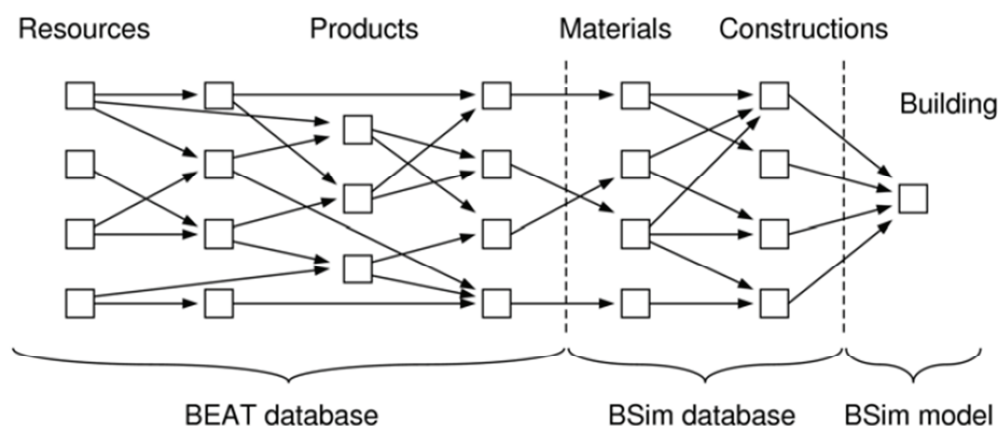 Resources
Products
Materials
Constructions
Building
BEAT database
BSim database
BSim model